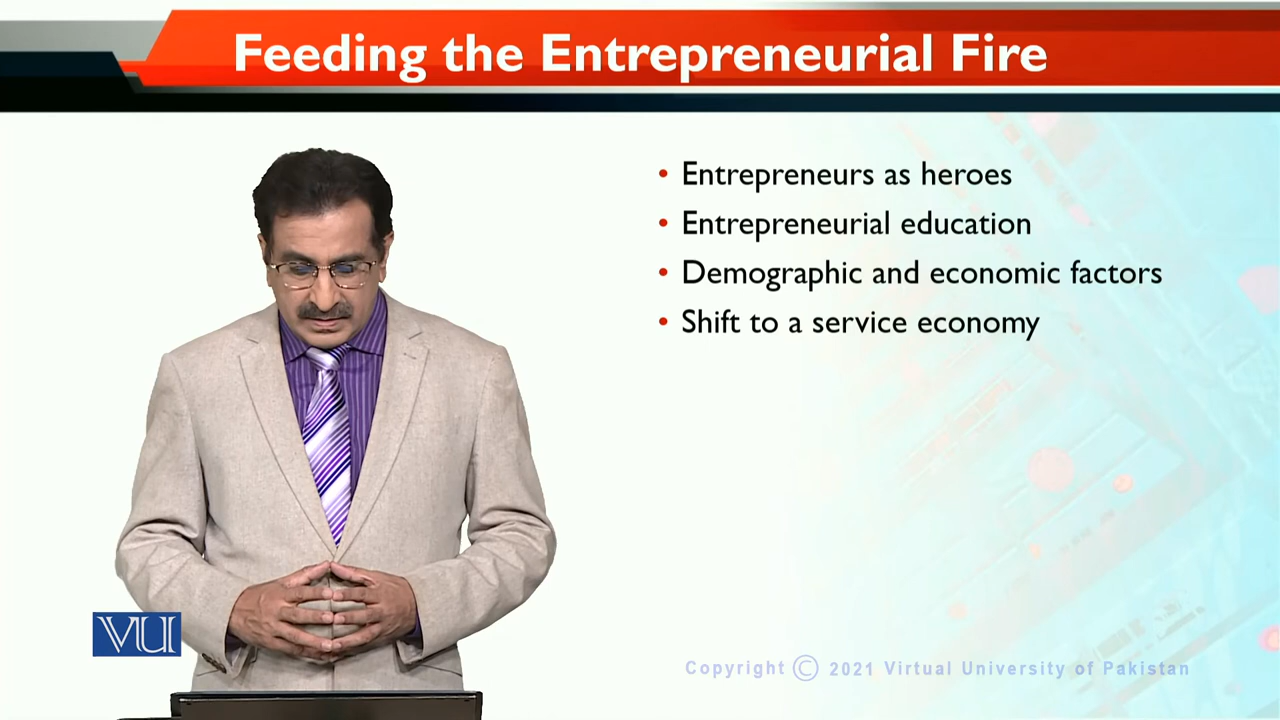 Feeding the Entrepreneurial Fire
• Entrepreneurs as heroes
• Entrepreneurial education
• Demographic and economic factors
• Shift to a service economy
VU
Copyright © 2021 Virtual University of Pakistan